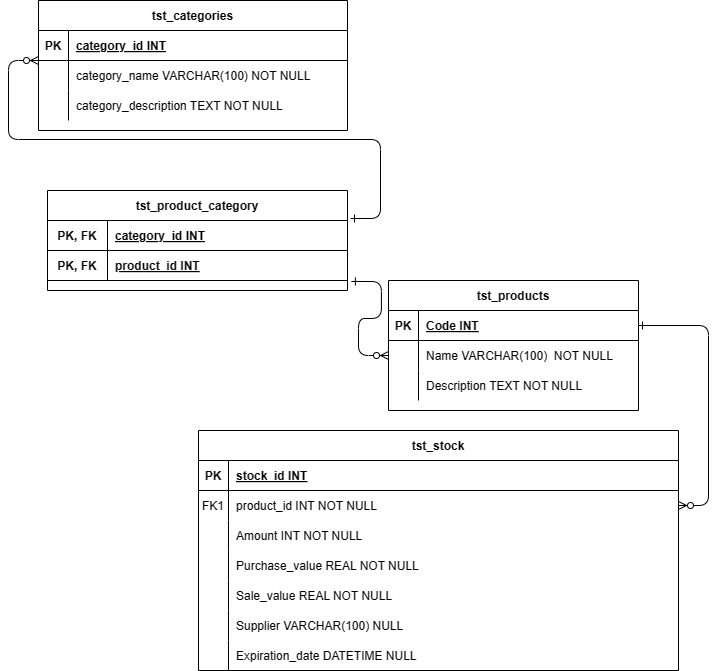 tst_categories
PK category_id INT
category_name VARCHAR(100) NOT NULL
category_description TEXT NOT NULL
tst_product_category
PK, FK category_id INT
PK, FK product_id INT
tst_products
PK Code INT
Name VARCHAR(100) NOT NULL
Description TEXT NOT NULL
tst_stock
PK stock_id INT
FK1 product_id INT NOT NULL
Amount INT NOT NULL
Purchase_value REAL NOT NULL
Sale_value REAL NOT NULL
Supplier VARCHAR(100) NULL
Expiration_date DATETIME NULL